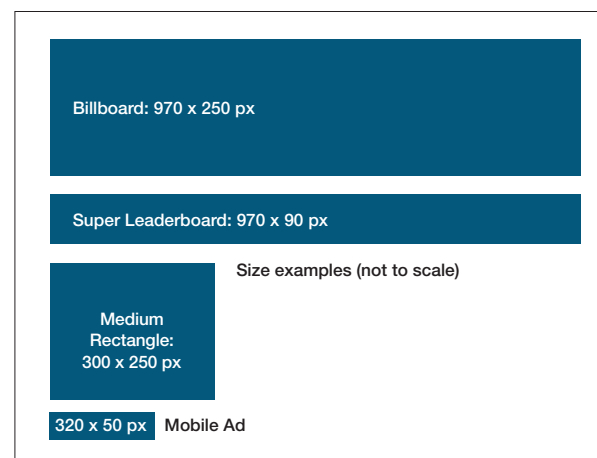 Billboard: 970 x 250 px
Super Leaderboard: 970 x 90 px
Size examples (not to scale)
Medium
Rectangle:
300 x 250 px
320 x 50 px Mobile Ad